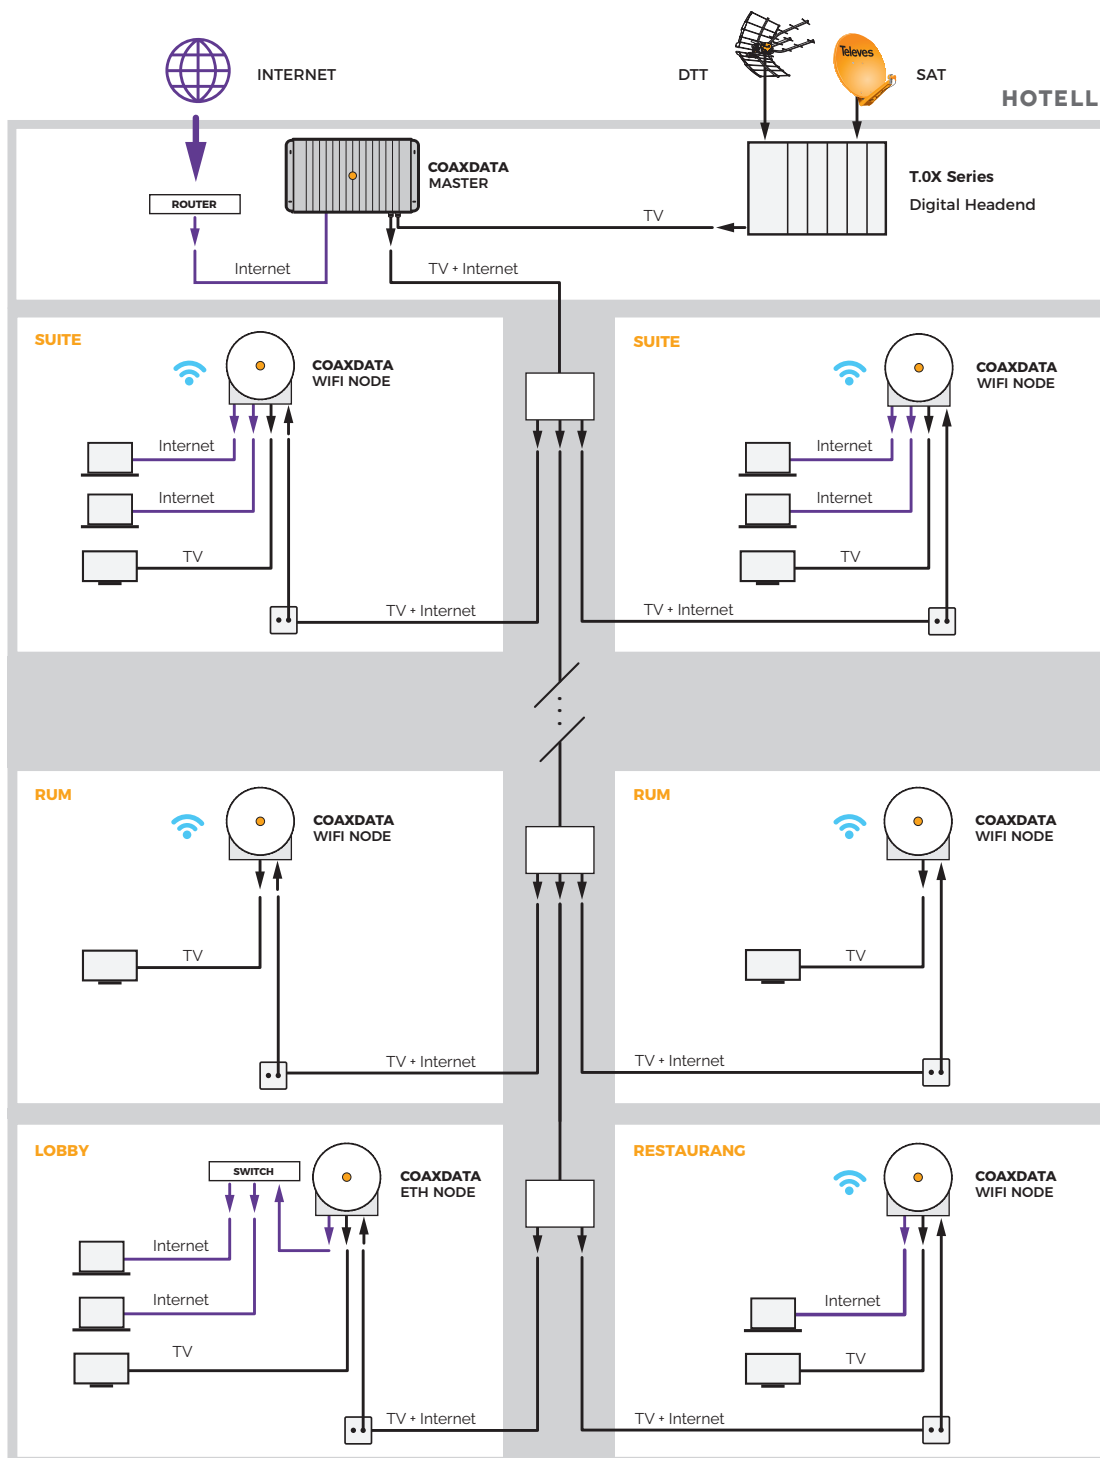 INTERNET
DTT
Televes
SAT
HOTELL
COAXDATA
MASTER
T.0X Series
Digital Headend
ROUTER
TV
Internet
TV + Internet
SUITE
COAXDATA
WIFI NODE
Internet
Internet
TV
TV + Internet
SUITE
COAXDATA
WIFI NODE
Internet
Internet
TV
TV + Internet
RUM
COAXDATA
WIFI NODE
TV
TV + Internet
RUM
COAXDATA
WIFI NODE
TV
TV + Internet
LOBBY
SWITCH
COAXDATA
ETH NODE
Internet
Internet
TV
TV + Internet
RESTAURANG
COAXDATA
WIFI NODE
Internet
TV
TV + Internet